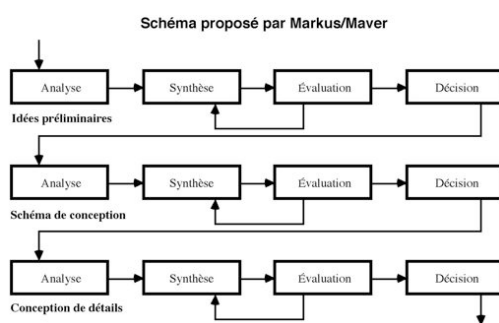 Schéma proposé par Markus/Maver
Analyse Synthèse Évaluation Décision
Idées préliminaires
Analyse Synthèse Évaluation Décision
Schéma de conception
Analyse Synthèse Évaluation Décision
Conception de détails